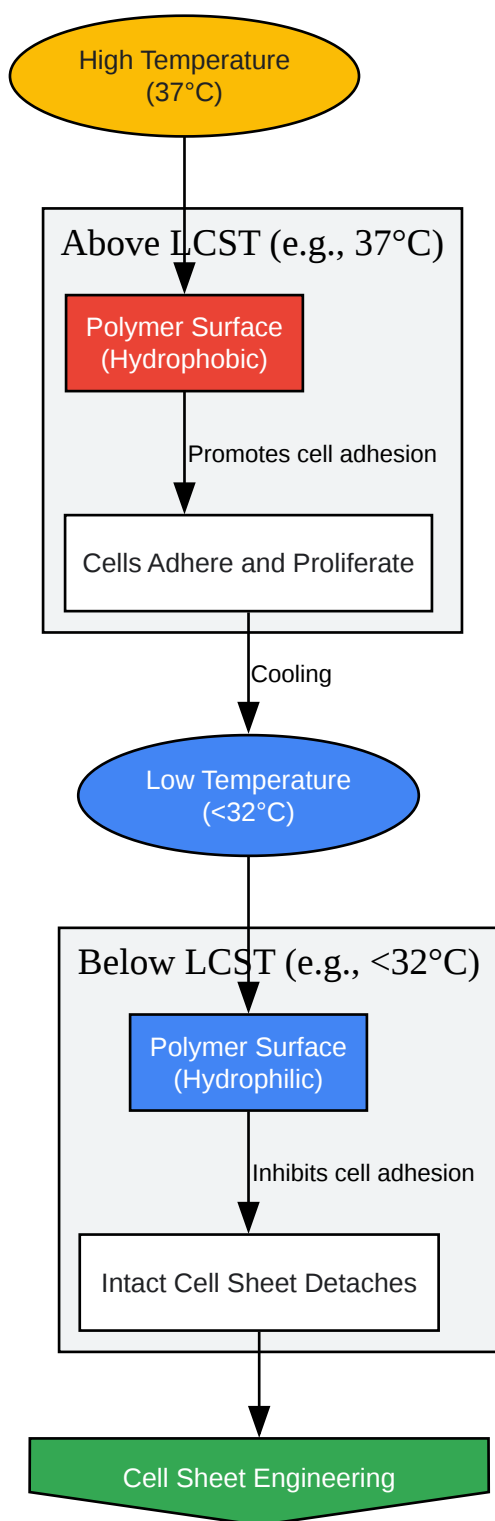 High Temperature
(37°C)
Above LCST (e.g., 37°C)
Polymer Surface
(Hydrophobic)
Promotes cell adhesion
Cells Adhere and Proliferate
Cooling
Low Temperature
(<32°C)
Below LCST (e.g., <32°C)
Polymer Surface
(Hydrophilic)
Inhibits cell adhesion
Intact Cell Sheet Detaches
Cell Sheet Engineering